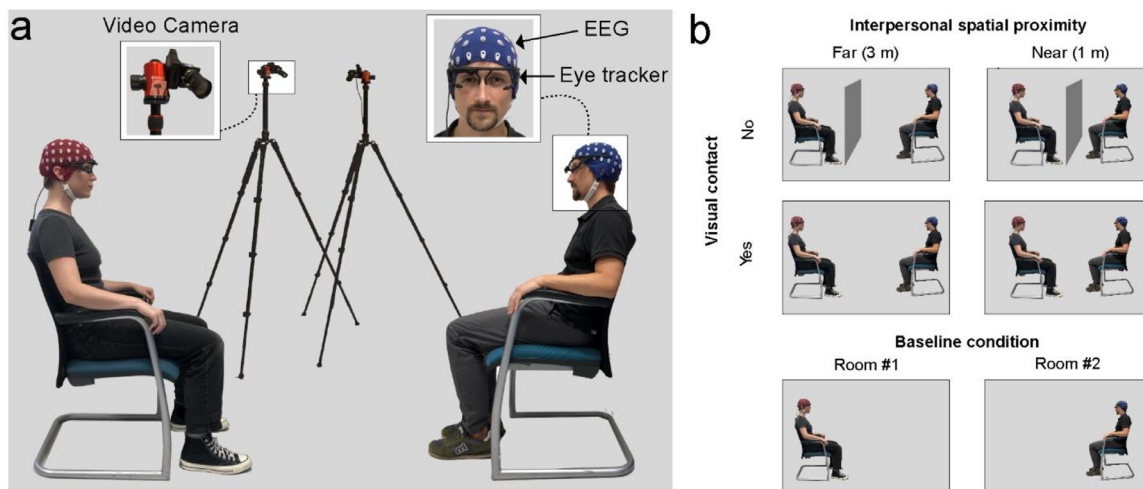 a
Video Camera
EEG
Eye tracker
b
Interpersonal spatial proximity
Far (3 m)
Near (1 m)
Visual contact
No
Yes
Baseline condition
Room #1
Room #2